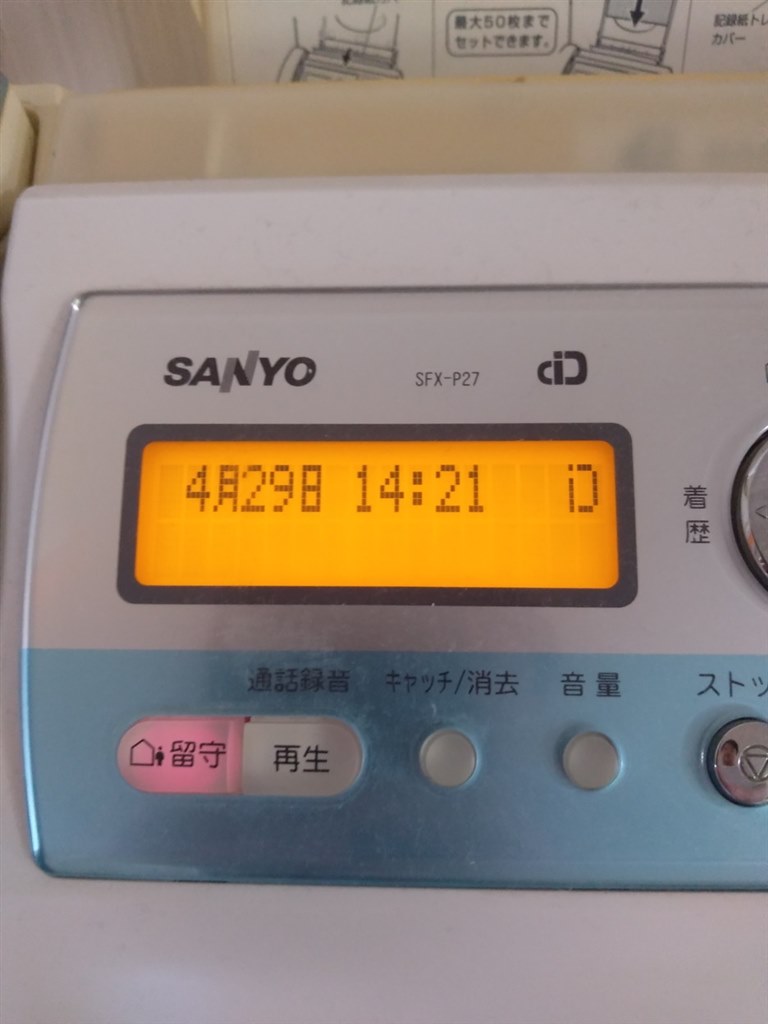 最大50枚まで
セットできます。
記録紙トレ
カバー
SANYO SFX-P27 iD
4月29日 14:21 iD
着歴
通話録音 キャッチ/消去 音量 ストッ
留守 再生